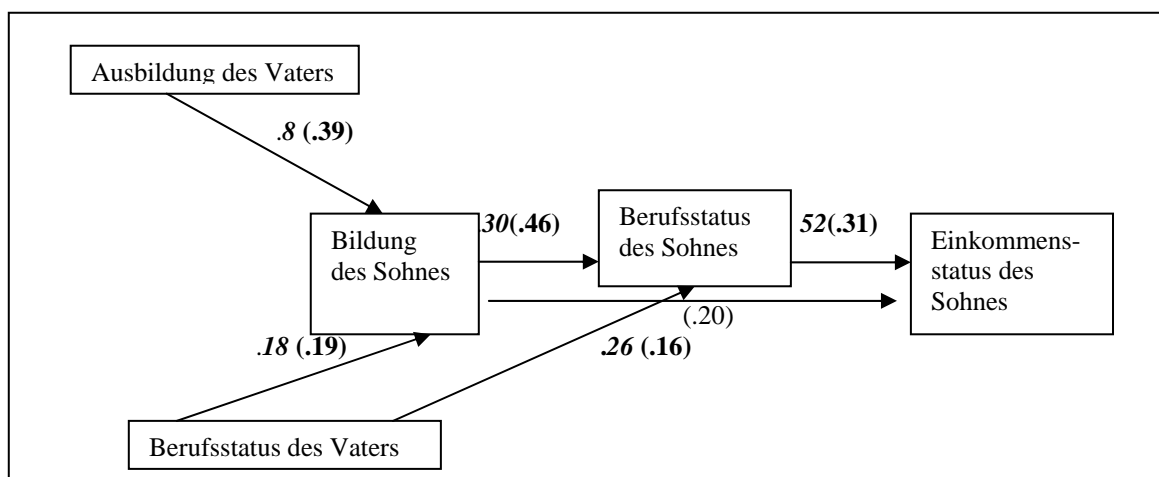 Ausbildung des Vaters
.8 (.39)
Bildung
des Sohnes
.30(.46)
Berufsstatus
des Sohnes
52(.31)
Einkommens-
status des
Sohnes
(.20)
.18 (.19)
.26 (.16)
Berufsstatus des Vaters